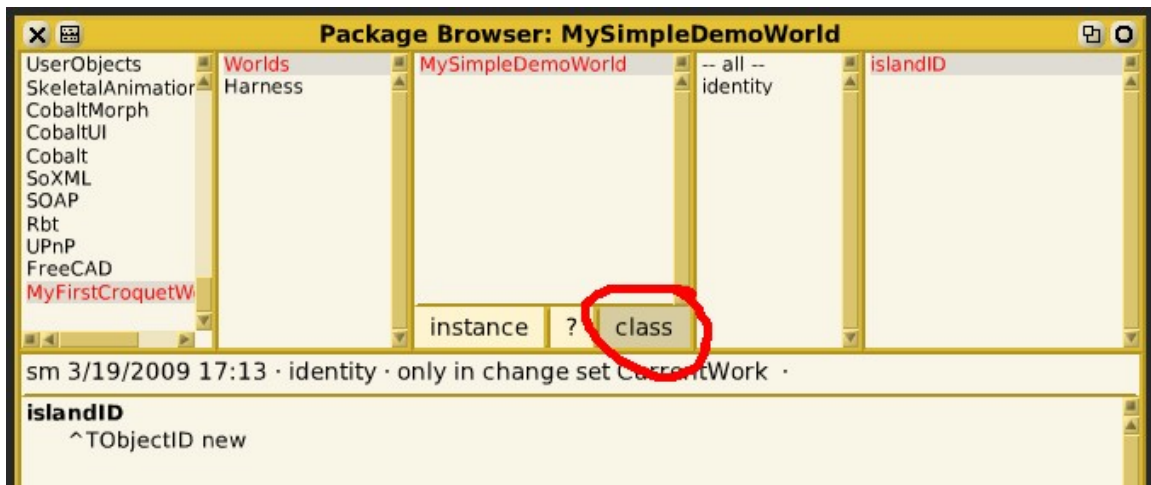 Package Browser: MySimpleDemoWorld
UserObjects
SkeletalAnimation
CobaltMorph
CobaltUI
Cobalt
SoXML
SOAP
Rbt
UPnP
FreeCAD
MyFirstCroquetW
Worlds
Harness
MySimpleDemoWorld
instance ? class
-- all --
identity
islandID
sm 3/19/2009 17:13 · identity · only in change set CurrentWork ·
islandID
^TObjectID new